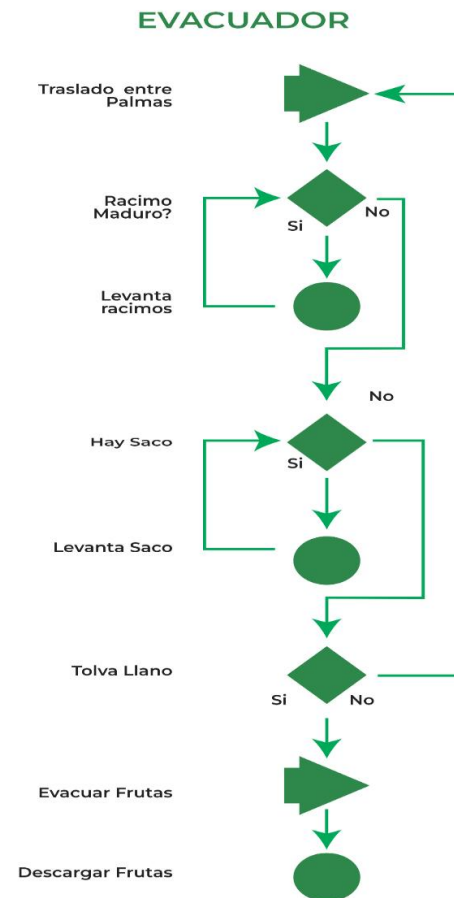 EVACUADOR
Traslado entre
Palmas
Racimo
Maduro?
Si
No
Levanta
racimos
No
Hay Saco
Si
Levanta Saco
Tolva Llano
Si
No
Evacuar Frutas
Descargar Frutas